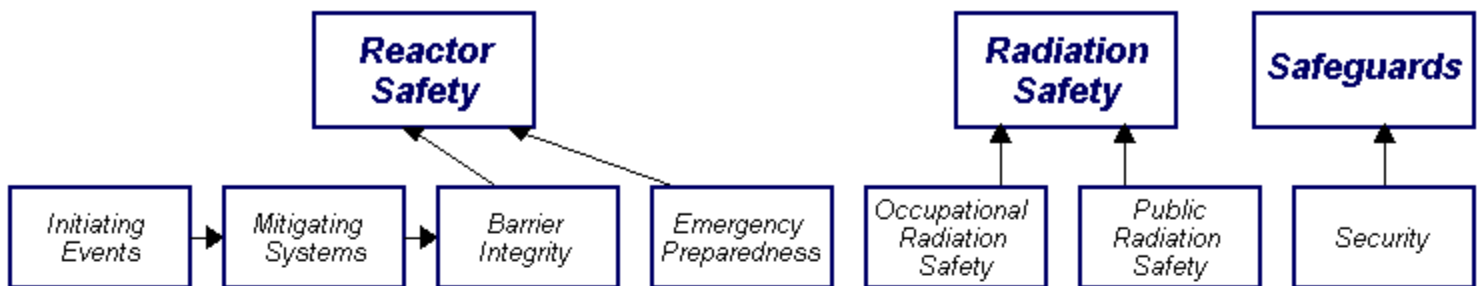 Reactor
Safety
Radiation
Safety
Safeguards
Initiating
Events
Mitigating
Systems
Barrier
Integrity
Emergency
Preparedness
Occupational
Radiation
Safety
Public
Radiation
Safety
Security